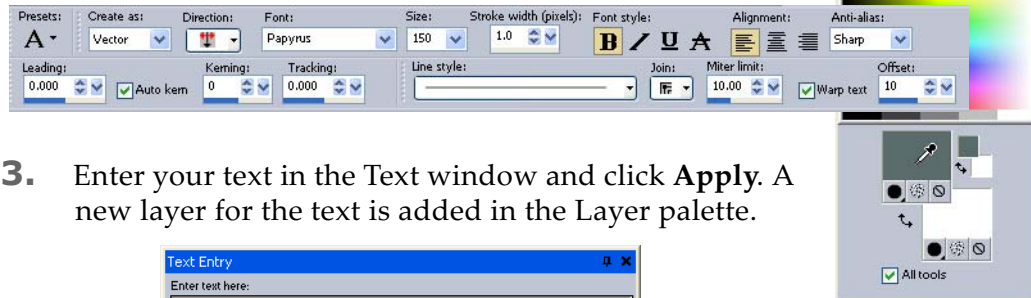 Presets: Create as: Direction: Font: Size: Stroke width (pixels): Font style: Alignment: Anti-alias:
A Vector Papyrus 150 1.0 B I U A Sharp
Leading: Kerning: Tracking: Line style: Join: Miter limit: Offset:
0.000 Auto kern 0 0.000 10.00 Warp text 10
3. Enter your text in the Text window and click Apply. A
new layer for the text is added in the Layer palette.
Text Entry
Enter text here:
All tools